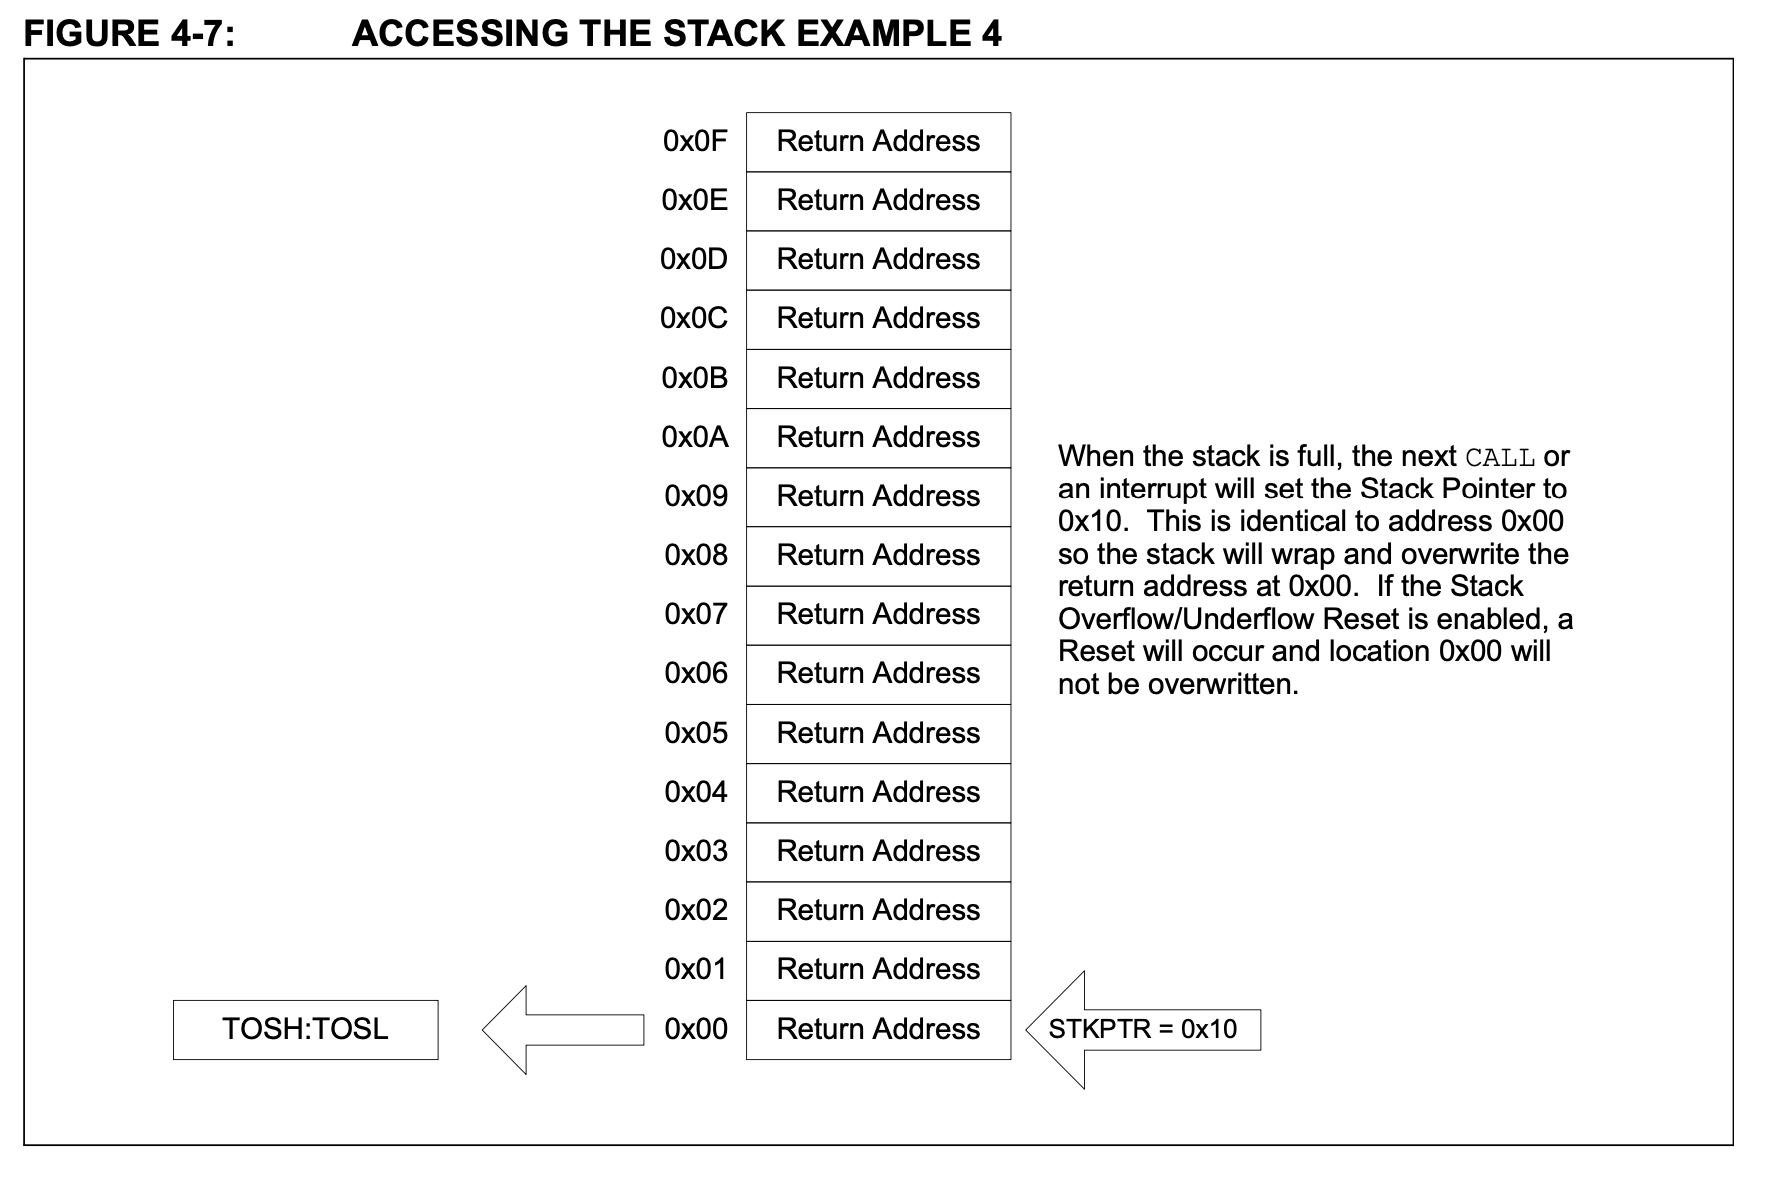 FIGURE 4-7: ACCESSING THE STACK EXAMPLE 4
0x0F Return Address
0x0E Return Address
0x0D Return Address
0x0C Return Address
0x0B Return Address
0x0A Return Address
0x09 Return Address
0x08 Return Address
0x07 Return Address
0x06 Return Address
0x05 Return Address
0x04 Return Address
0x03 Return Address
0x02 Return Address
0x01 Return Address
TOSH:TOSL 0x00 Return Address STKPTR = 0x10
When the stack is full, the next CALL or
an interrupt will set the Stack Pointer to
0x10. This is identical to address 0x00
so the stack will wrap and overwrite the
return address at 0x00. If the Stack
Overflow/Underflow Reset is enabled, a
Reset will occur and location 0x00 will
not be overwritten.